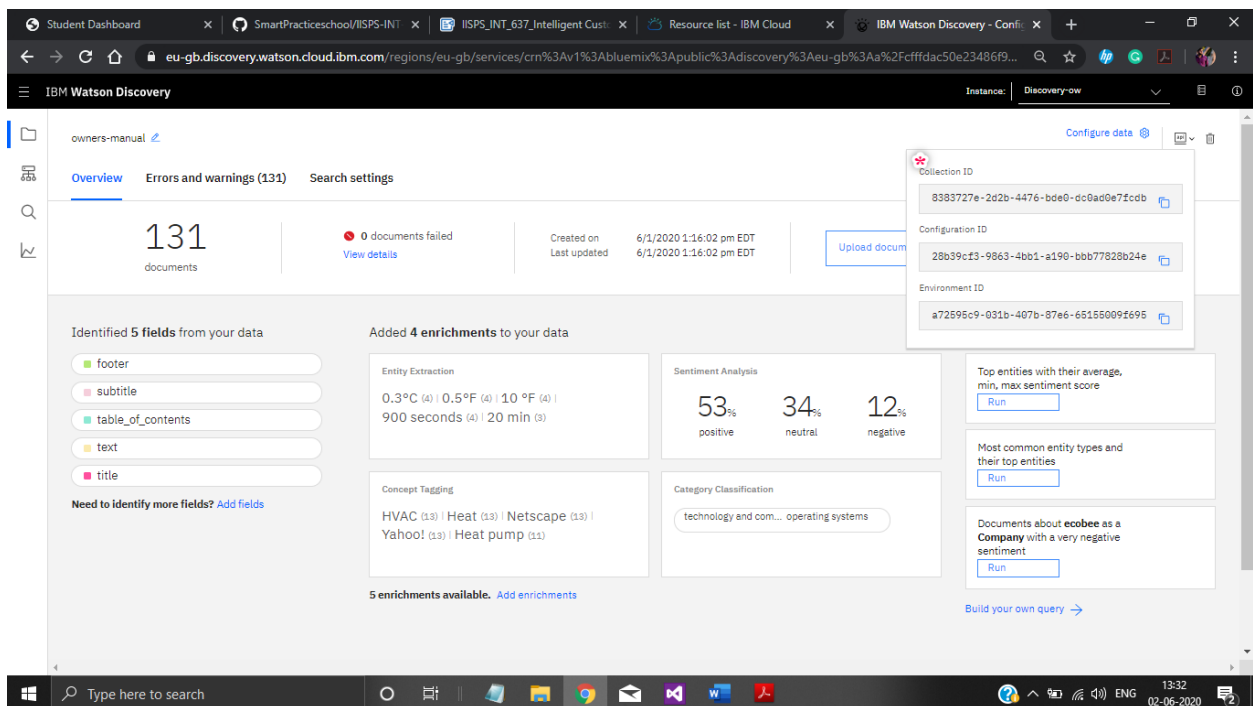 Student Dashboard
SmartPracticeschool/IISPS-INT-
IISPS_INT_637_Intelligent Custo
Resource list - IBM Cloud
IBM Watson Discovery - Config
eu-gb.discovery.watson.cloud.ibm.com/regions/eu-gb/services/crn%3Av1%3Abluemix%3Apublic%3Adiscovery%3Aeu-gb%3Aa%2Fcfffdac50e23486f9...
IBM Watson Discovery
Instance:
Discovery-ow
owners-manual
Configure data
api
Overview
Errors and warnings (131)
Search settings
Collection ID
8383727e-2d2b-4476-bde0-dc0ad0e7fcdb
Configuration ID
28b39cf3-9863-4bb1-a190-bbb77828b24e
Environment ID
a72595c9-031b-407b-87e6-65155009f695
131
documents
0 documents failed
View details
Created on 6/1/2020 1:16:02 pm EDT
Last updated 6/1/2020 1:16:02 pm EDT
Upload docum
Identified 5 fields from your data
footer
subtitle
table_of_contents
text
title
Need to identify more fields? Add fields
Added 4 enrichments to your data
Entity Extraction
0.3°C (4) | 0.5°F (4) | 10 °F (4) |
900 seconds (4) | 20 min (3)
Sentiment Analysis
53% 34% 12%
positive neutral negative
Concept Tagging
HVAC (13) | Heat (13) | Netscape (13) |
Yahoo! (13) | Heat pump (11)
Category Classification
technology and com... operating systems
5 enrichments available. Add enrichments
Top entities with their average,
min, max sentiment score
Run
Most common entity types and
their top entities
Run
Documents about ecobee as a
Company with a very negative
sentiment
Run
Build your own query →
Type here to search
ENG
13:32
02-06-2020
2